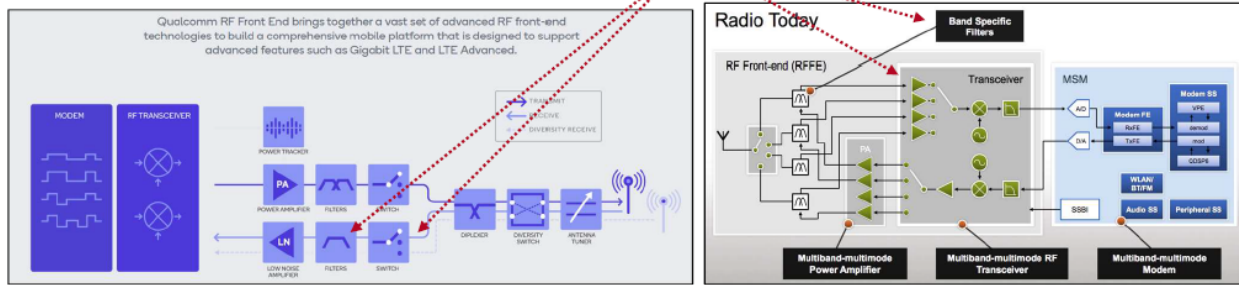 Qualcomm RF Front End brings together a vast set of advanced RF front-end
technologies to build a comprehensive mobile platform that is designed to support
advanced features such as Gigabit LTE and LTE Advanced.
TRANSMIT
RECEIVE
DIVERSITY RECEIVE
MODEM
RF TRANSCEIVER
POWER TRACKER
PA
POWER AMPLIFIER
FILTERS
SWITCH
LN
LOW NOISE
AMPLIFIER
FILTERS
SWITCH
DIPLEXER
DIVERSITY
SWITCH
ANTENNA
TUNER
Radio Today
Band Specific
Filters
RF Front-end (RFFE)
Transceiver
PA
MSM
A/D
D/A
Modem FE
RxFE
TxFE
Modem SS
VPE
demod
mod
QDSP6
WLAN/
BT/FM
SSBI
Audio SS
Peripheral SS
Multiband-multimode
Power Amplifier
Multiband-multimode RF
Transceiver
Multiband-multimode
Modem